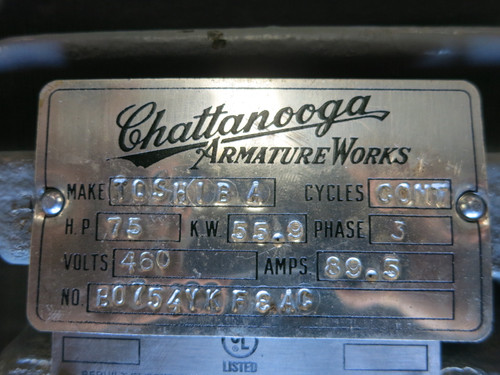 Chattanooga
ARMATURE WORKS
MAKE TOSHIBA CYCLES CONT
H.P 75 K.W. 55.9 PHASE 3
VOLTS 460 AMPS 89.5
NO.
UL
LISTED